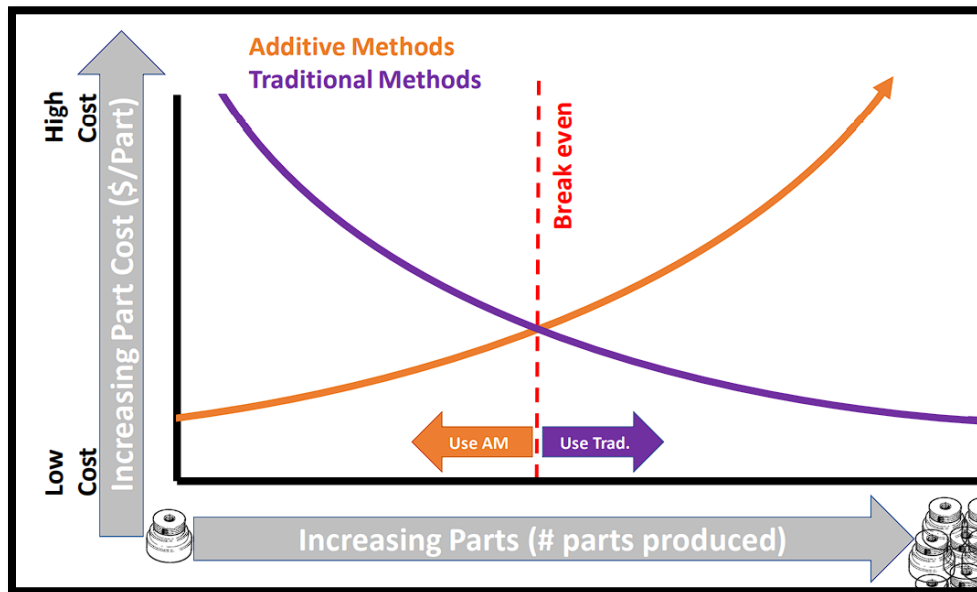 Additive Methods
Traditional Methods
High
Cost
Increasing Part Cost ($/Part)
Break even
Use AM
Use Trad.
Low
Cost
Increasing Parts (# parts produced)